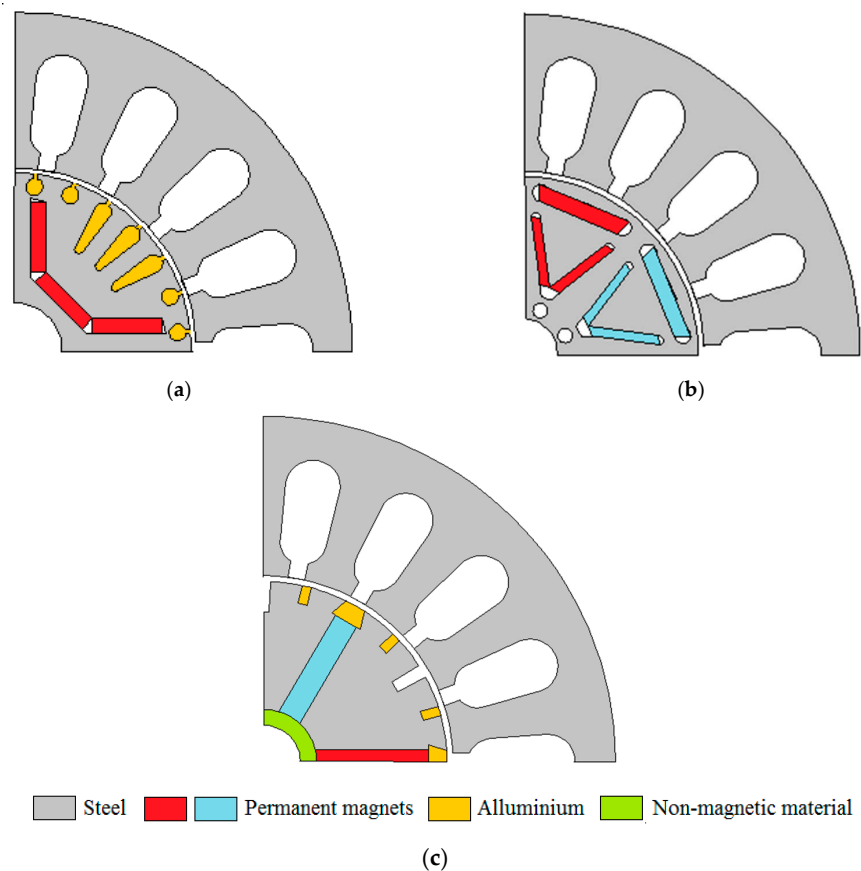 (a)
(b)
Steel
Permanent magnets
Alluminium
Non-magnetic material
(c)